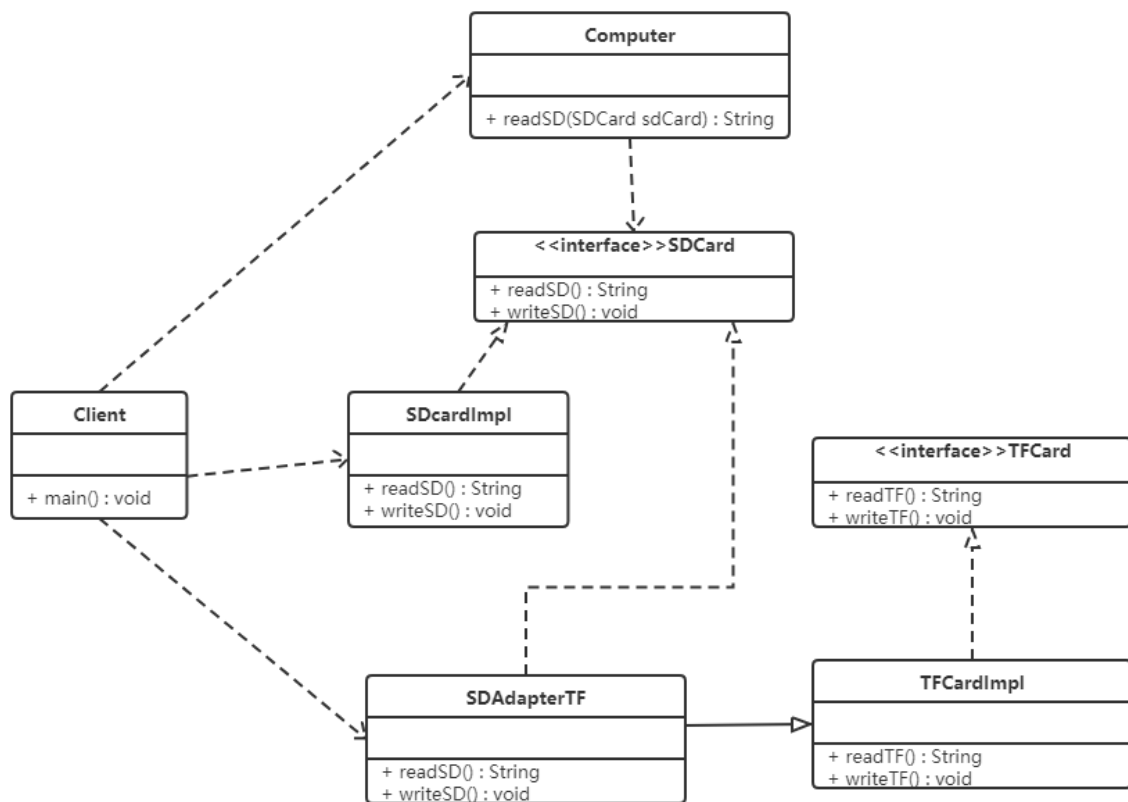 Computer
+ readSD(SDCard sdCard) : String
<<interface>>SDCard
+ readSD() : String
+ writeSD() : void
Client
+ main() : void
SDcardImpl
+ readSD() : String
+ writeSD() : void
<<interface>>TFCard
+ readTF() : String
+ writeTF() : void
SDAdapterTF
+ readSD() : String
+ writeSD() : void
TFCardImpl
+ readTF() : String
+ writeTF() : void